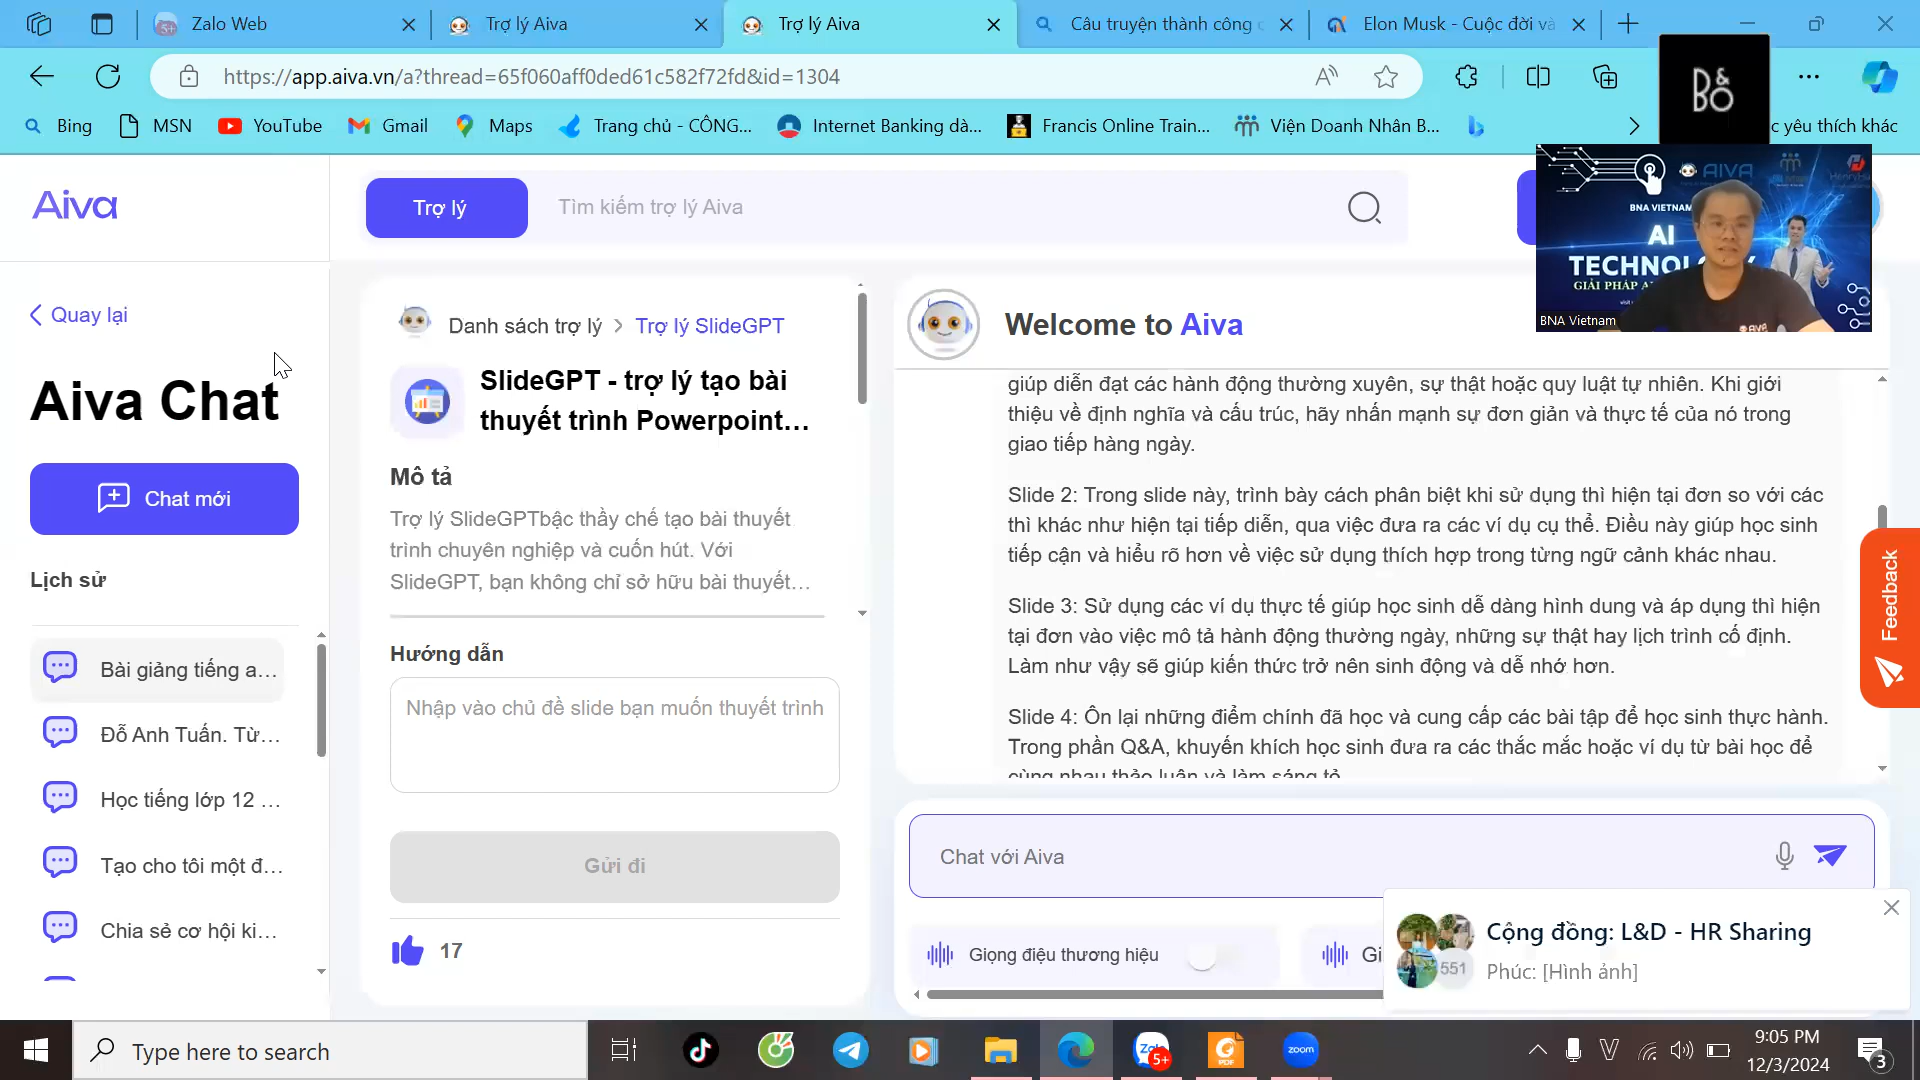 Zalo Web
Trợ lý Aiva
Trợ lý Aiva
Câu truyện thành công
Elon Musk - Cuộc đời và
https://app.aiva.vn/a?thread=65f060aff0ded61c582f72fd&id=1304
B&O
Bing
MSN
YouTube
Gmail
Maps
Trang chủ - CÔNG...
Internet Banking dà...
Francis Online Train...
Viện Doanh Nhân B...
yêu thích khác
Aiva
Trợ lý
Tìm kiếm trợ lý Aiva
AIVA
BNA VIETNAM
AI
TECHNOLOGY
GIẢI PHÁP
BNA Vietnam
Quay lại
Aiva Chat
Chat mới
Lịch sử
Bài giảng tiếng a...
Đỗ Anh Tuấn. Từ...
Học tiếng lớp 12 ...
Tạo cho tôi một đ...
Chia sẻ cơ hội ki...
Danh sách trợ lý > Trợ lý SlideGPT
SlideGPT - trợ lý tạo bài
thuyết trình Powerpoint...
Mô tả
Trợ lý SlideGPTbậc thầy chế tạo bài thuyết
trình chuyên nghiệp và cuốn hút. Với
SlideGPT, bạn không chỉ sở hữu bài thuyết...
Hướng dẫn
Nhập vào chủ đề slide bạn muốn thuyết trình
Gửi đi
17
Welcome to Aiva
giúp diễn đạt các hành động thường xuyên, sự thật hoặc quy luật tự nhiên. Khi giới
thiệu về định nghĩa và cấu trúc, hãy nhấn mạnh sự đơn giản và thực tế của nó trong
giao tiếp hàng ngày.
Slide 2: Trong slide này, trình bày cách phân biệt khi sử dụng thì hiện tại đơn so với các
thì khác như hiện tại tiếp diễn, qua việc đưa ra các ví dụ cụ thể. Điều này giúp học sinh
tiếp cận và hiểu rõ hơn về việc sử dụng thích hợp trong từng ngữ cảnh khác nhau.
Slide 3: Sử dụng các ví dụ thực tế giúp học sinh dễ dàng hình dung và áp dụng thì hiện
tại đơn vào việc mô tả hành động thường ngày, những sự thật hay lịch trình cố định.
Làm như vậy sẽ giúp kiến thức trở nên sinh động và dễ nhớ hơn.
Slide 4: Ôn lại những điểm chính đã học và cung cấp các bài tập để học sinh thực hành.
Trong phần Q&A, khuyến khích học sinh đưa ra các thắc mắc hoặc ví dụ từ bài học để
cùng nhau thảo luận và làm sáng tỏ.
Feedback
Chat với Aiva
Giọng điệu thương hiệu
Gi
Cộng đồng: L&D - HR Sharing
551
Phúc: [Hình ảnh]
Type here to search
5+
PDF
zoom
9:05 PM
12/3/2024
3